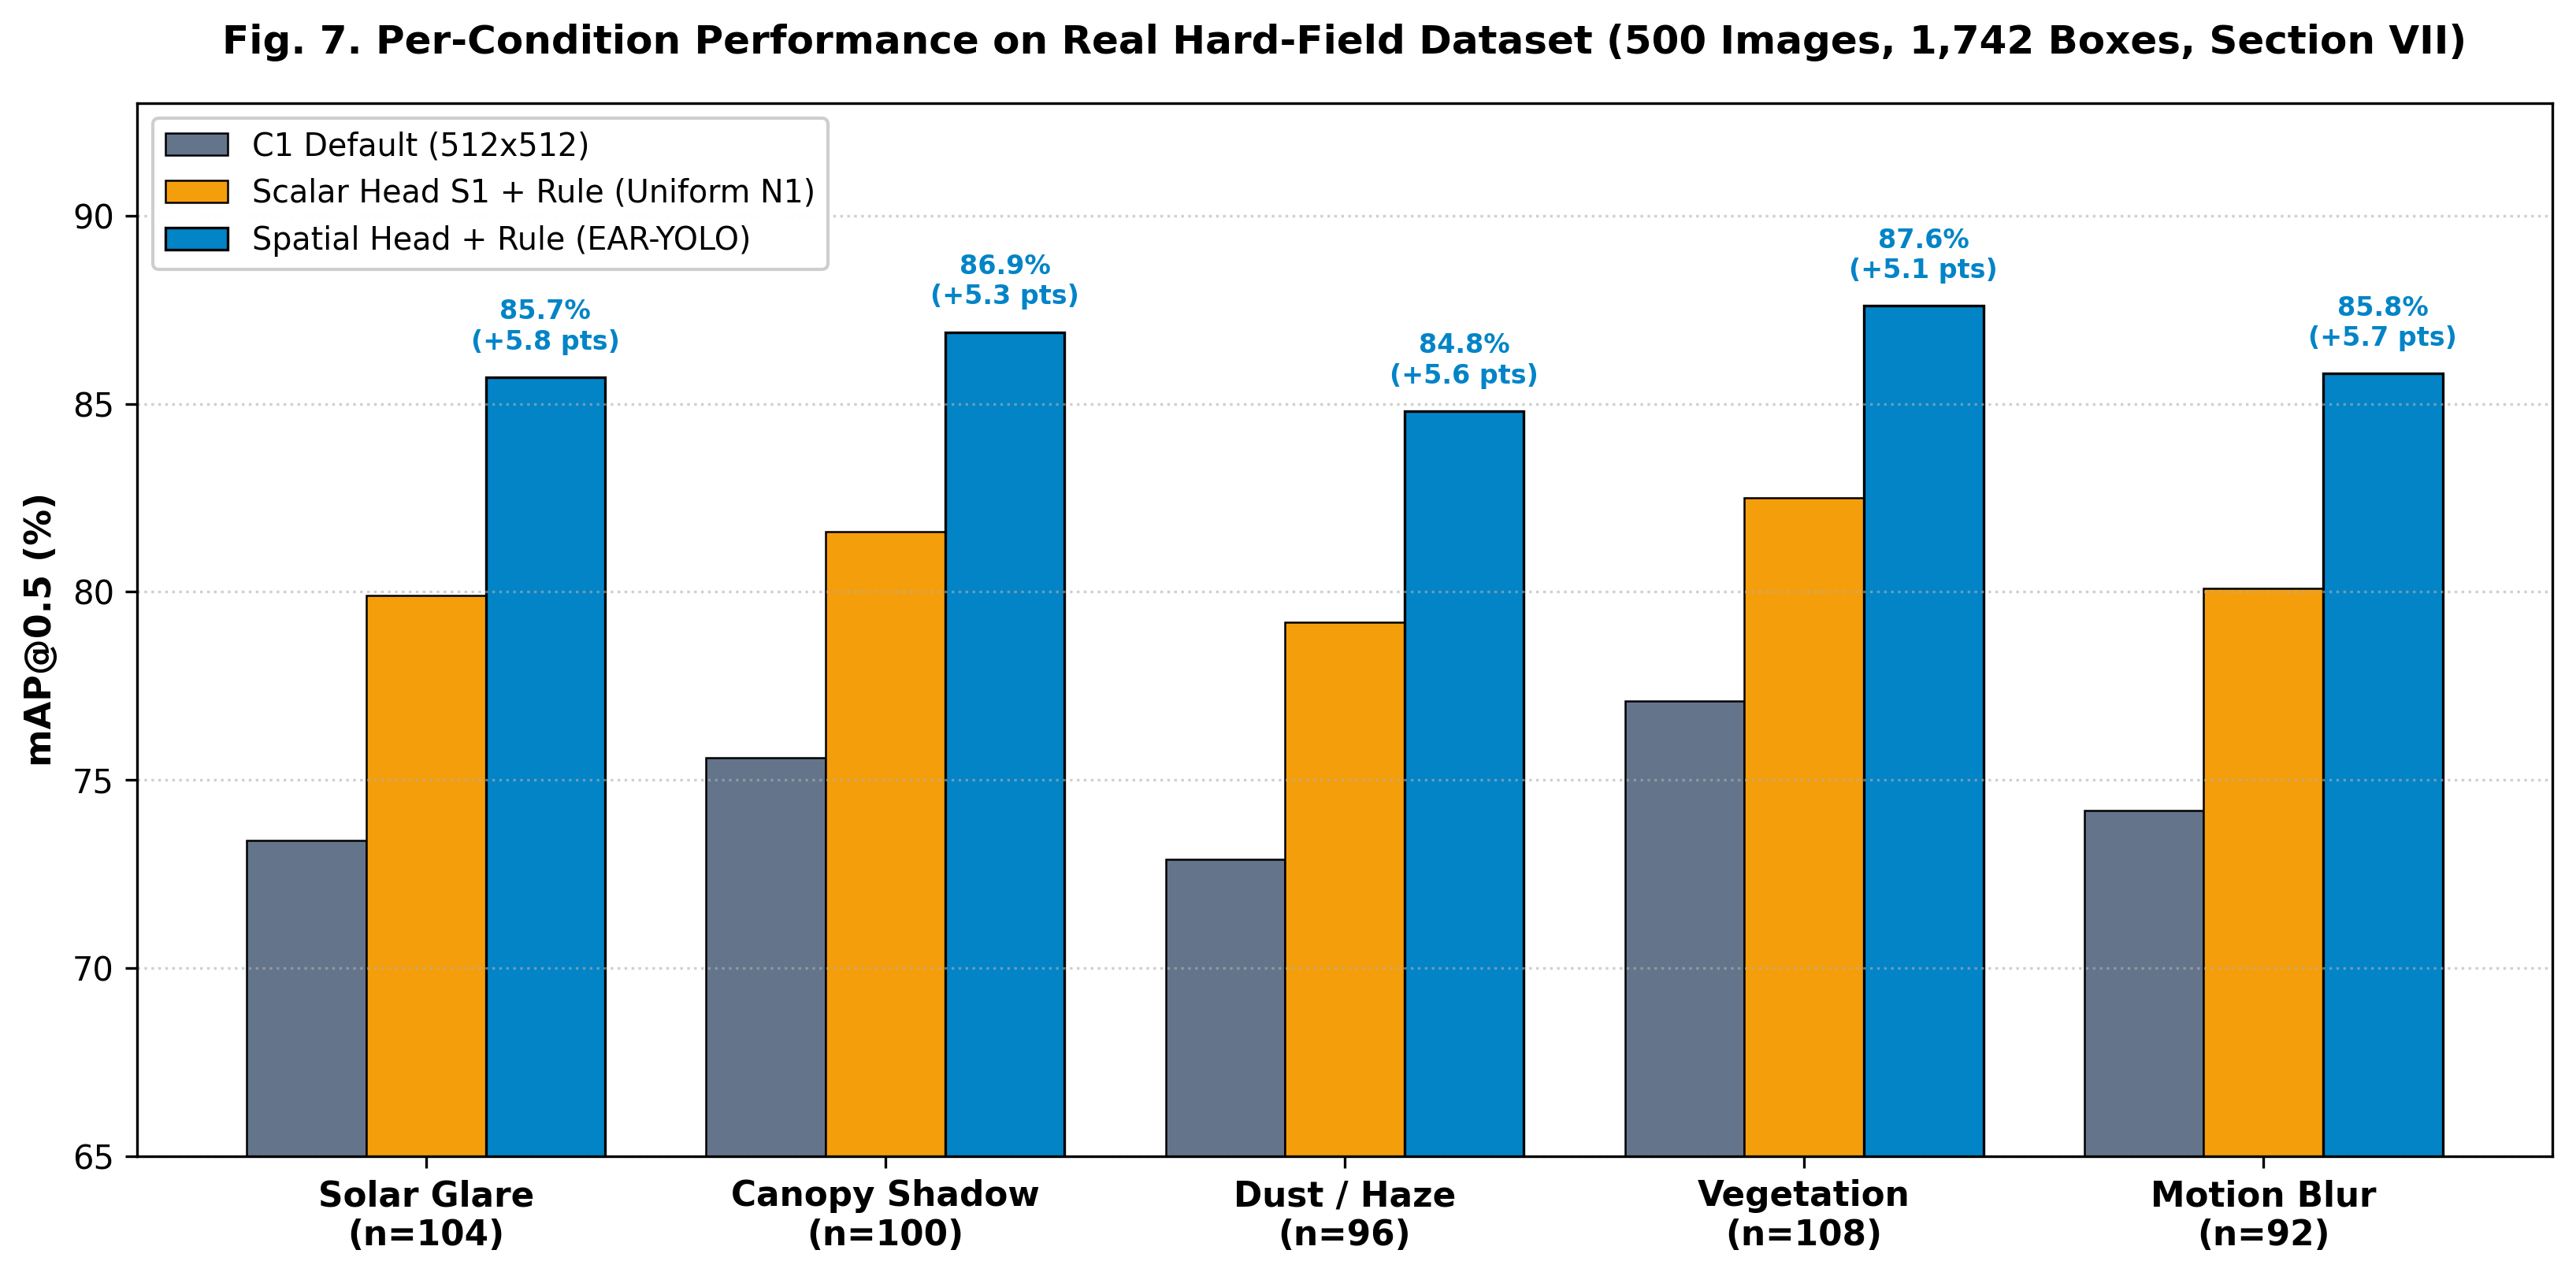 Fig. 7. Per-Condition Performance on Real Hard-Field Dataset (500 Images, 1,742 Boxes, Section VII)
C1 Default (512x512)
Scalar Head S1 + Rule (Uniform N1)
Spatial Head + Rule (EAR-YOLO)
mAP@0.5 (%)
90
85
80
75
70
65
85.7%
(+5.8 pts)
86.9%
(+5.3 pts)
84.8%
(+5.6 pts)
87.6%
(+5.1 pts)
85.8%
(+5.7 pts)
Solar Glare
(n=104)
Canopy Shadow
(n=100)
Dust / Haze
(n=96)
Vegetation
(n=108)
Motion Blur
(n=92)